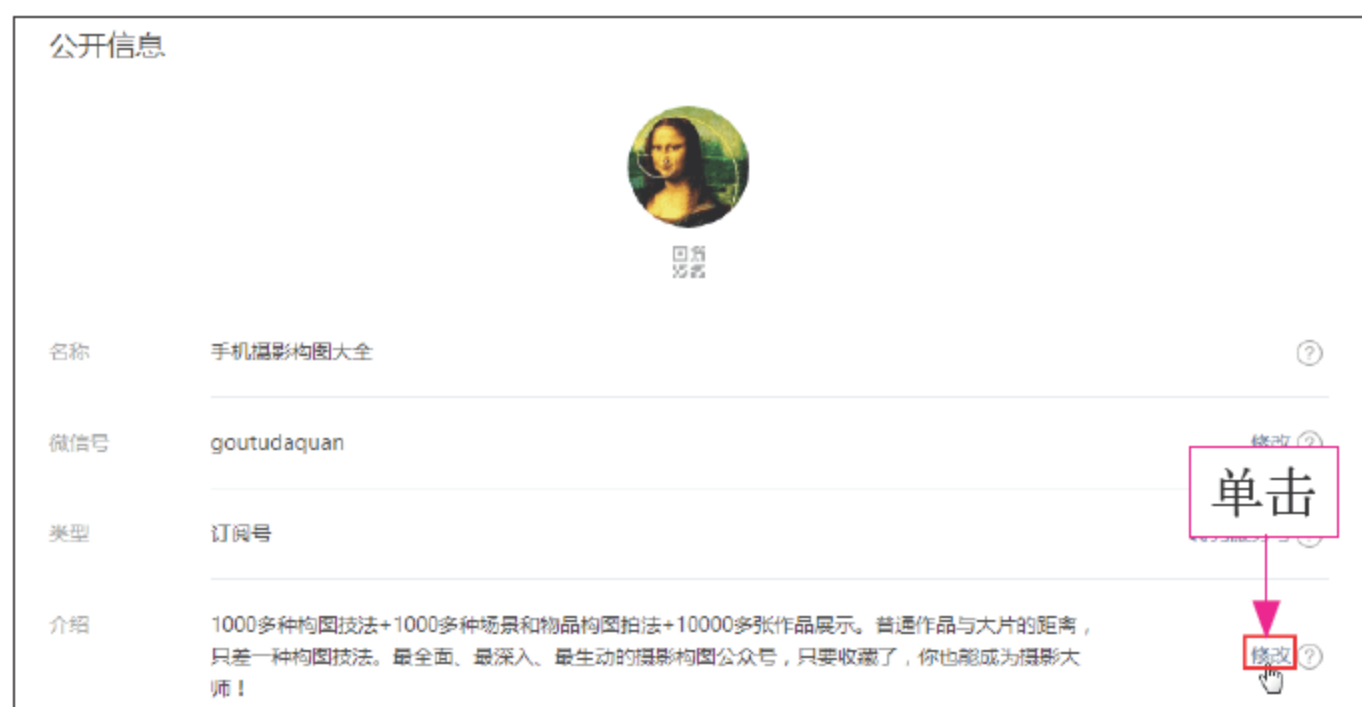 公开信息
名称 手机摄影构图大全
微信号 goutudaquan 修改
单击
类型 订阅号
介绍 1000多种构图技法+1000多种场景和物品构图拍法+10000多张作品展示。普通作品与大片的距离，
只差一种构图技法。最全面、最深入、最生动的摄影构图公众号，只要收藏了，你也能成为摄影大 修改
师！